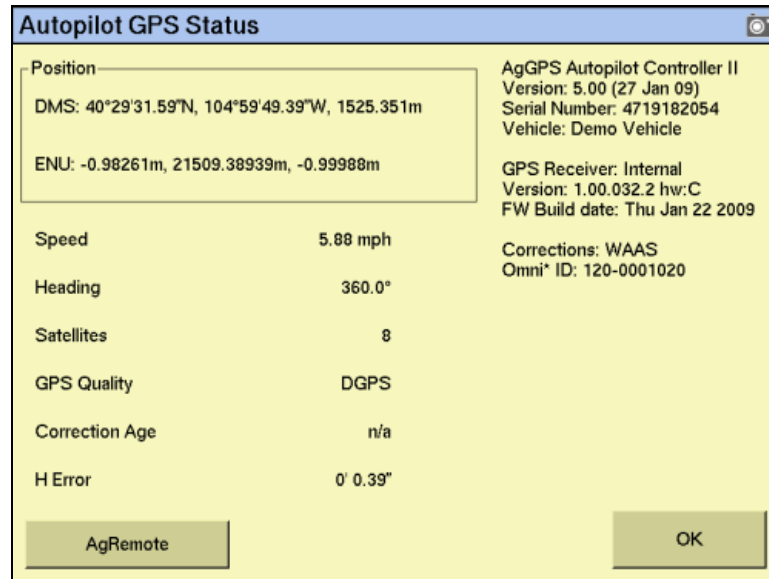 Autopilot GPS Status
Position
DMS: 40°29'31.59"N, 104°59'49.39"W, 1525.351m
ENU: -0.98261m, 21509.38939m, -0.99988m
Speed 5.88 mph
Heading 360.0°
Satellites 8
GPS Quality DGPS
Correction Age n/a
H Error 0' 0.39"
AgRemote
AgGPS Autopilot Controller II
Version: 5.00 (27 Jan 09)
Serial Number: 4719182054
Vehicle: Demo Vehicle
GPS Receiver: Internal
Version: 1.00.032.2 hw:C
FW Build date: Thu Jan 22 2009
Corrections: WAAS
Omni* ID: 120-0001020
OK